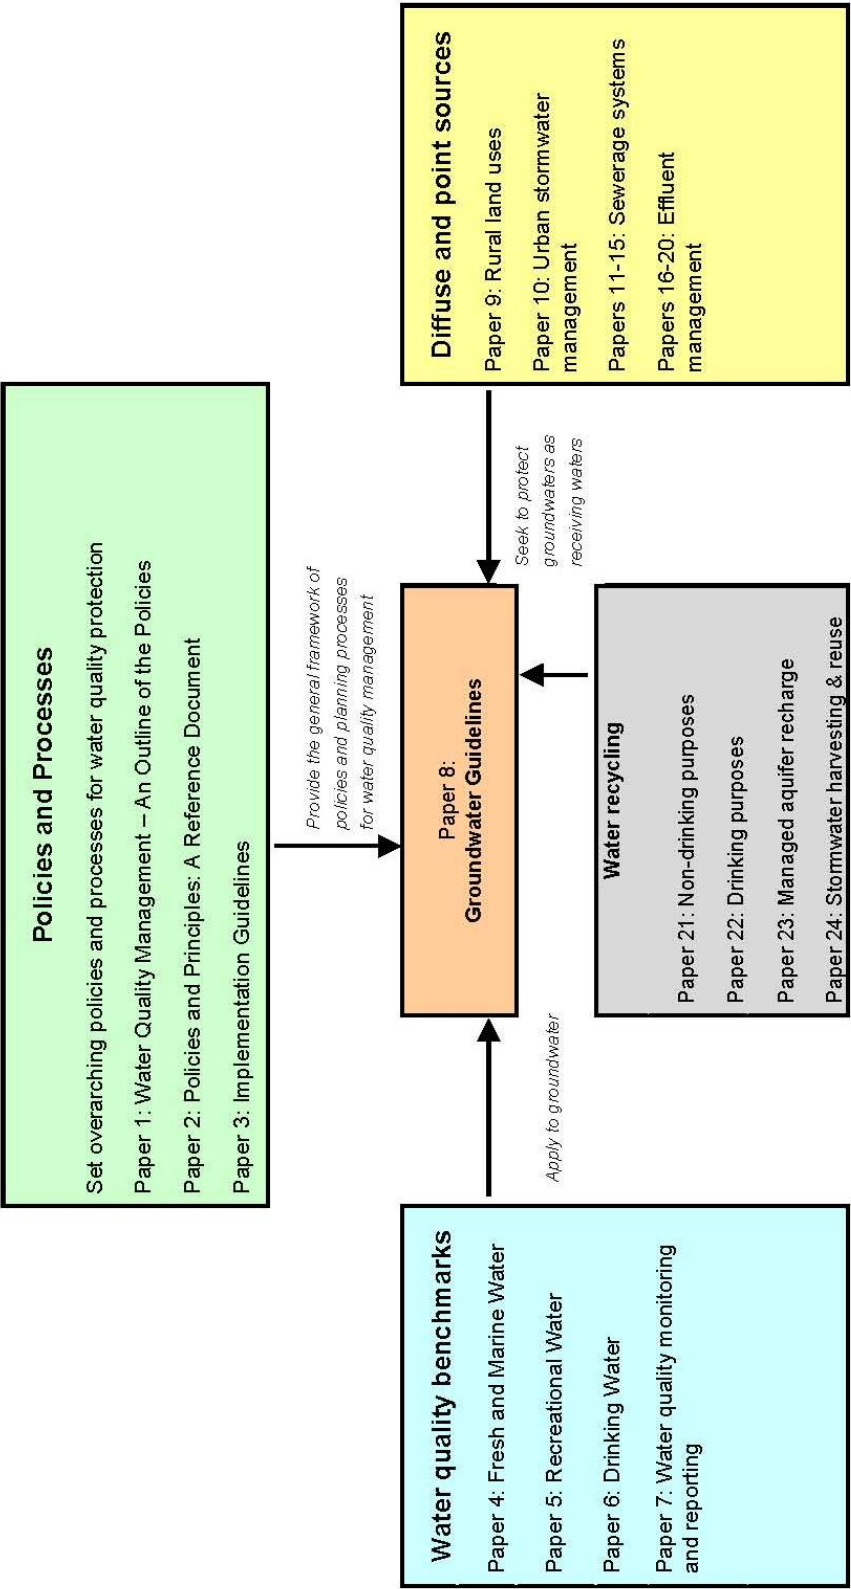 Policies and Processes
Set overarching policies and processes for water quality protection
Paper 1: Water Quality Management – An Outline of the Policies
Paper 2: Policies and Principles: A Reference Document
Paper 3: Implementation Guidelines
Provide the general framework of
policies and planning processes
for water quality management
Water quality benchmarks
Paper 4: Fresh and Marine Water
Paper 5: Recreational Water
Paper 6: Drinking Water
Paper 7: Water quality monitoring
and reporting
Apply to groundwater
Paper 8:
Groundwater Guidelines
Seek to protect
groundwaters as
receiving waters
Diffuse and point sources
Paper 9: Rural land uses
Paper 10: Urban stormwater
management
Papers 11-15: Sewerage systems
Papers 16-20: Effluent
management
Water recycling
Paper 21: Non-drinking purposes
Paper 22: Drinking purposes
Paper 23: Managed aquifer recharge
Paper 24: Stormwater harvesting & reuse